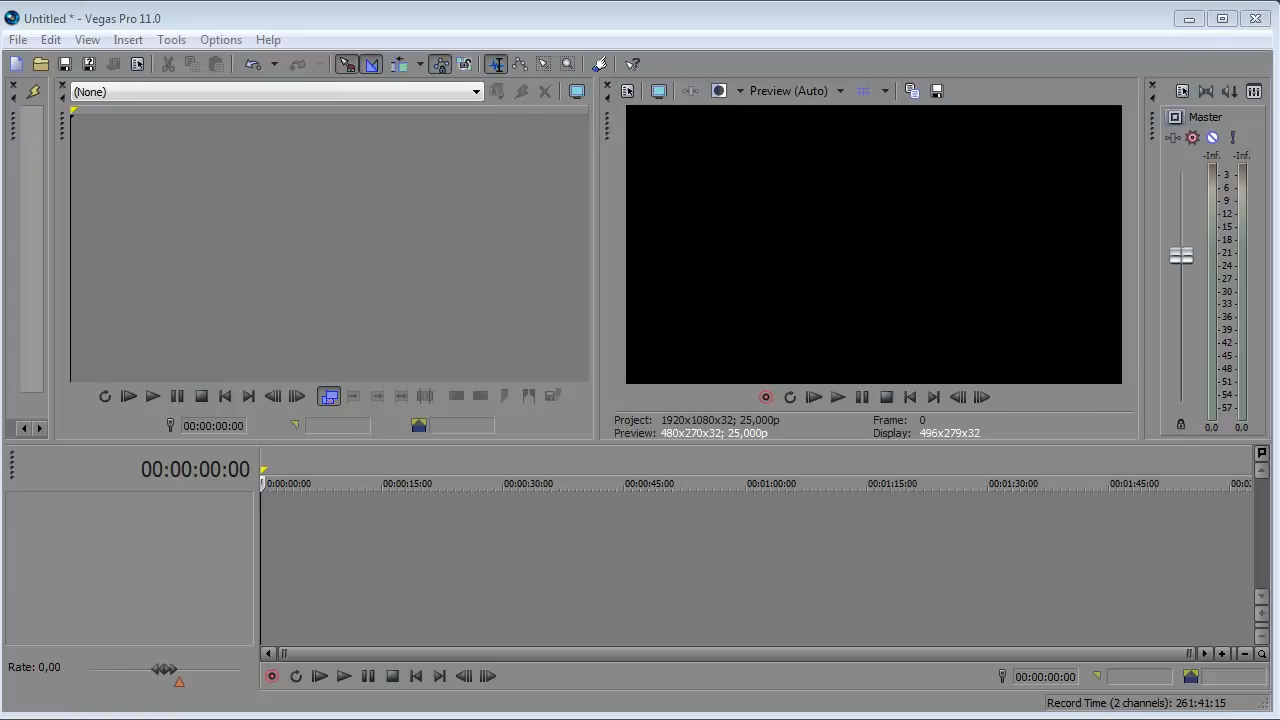 Untitled * - Vegas Pro 11.0
File Edit View Insert Tools Options Help
(None)
Preview (Auto)
Master
-Inf. -Inf.
3
6
9
12
15
18
21
24
27
30
33
36
39
42
45
48
51
54
57
0,0 0,0
00:00:00:00
Project: 1920x1080x32; 25,000p
Frame: 0
Preview: 480x270x32; 25,000p
Display: 496x279x32
00:00:00:00
0:00:00:00 00:00:15:00 00:00:30:00 00:00:45:00 00:01:00:00 00:01:15:00 00:01:30:00 00:01:45:00 00:0
Rate: 0,00
00:00:00:00
Record Time (2 channels): 261:41:15